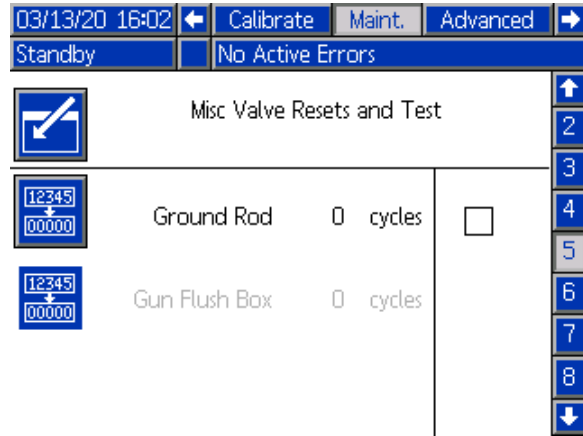 03/13/20 16:02 Calibrate Maint. Advanced
Standby No Active Errors
Misc Valve Resets and Test
2
3
12345
00000
Ground Rod 0 cycles
4
5
12345
00000
Gun Flush Box 0 cycles
6
7
8